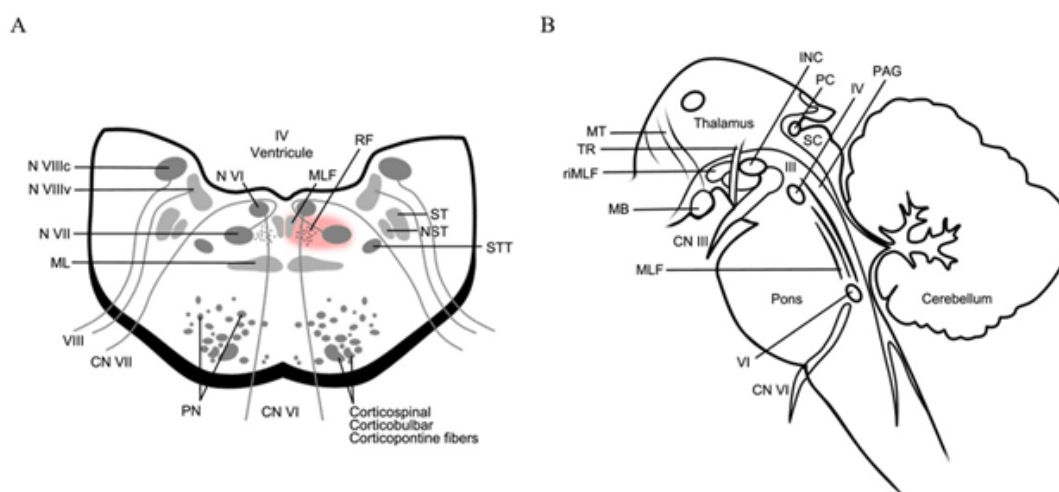 A
IV
Ventricule
RF
N VIIIc
N VI
MLF
N VIIIv
ST
NST
N VII
STT
ML
VIII
CN VII
PN
CN VI
Corticospinal
Corticobulbar
Corticopontine fibers
B
INC
PC
IV
PAG
MT
Thalamus
TR
SC
riMLF
III
MB
CN III
MLF
Pons
Cerebellum
VI
CN VI